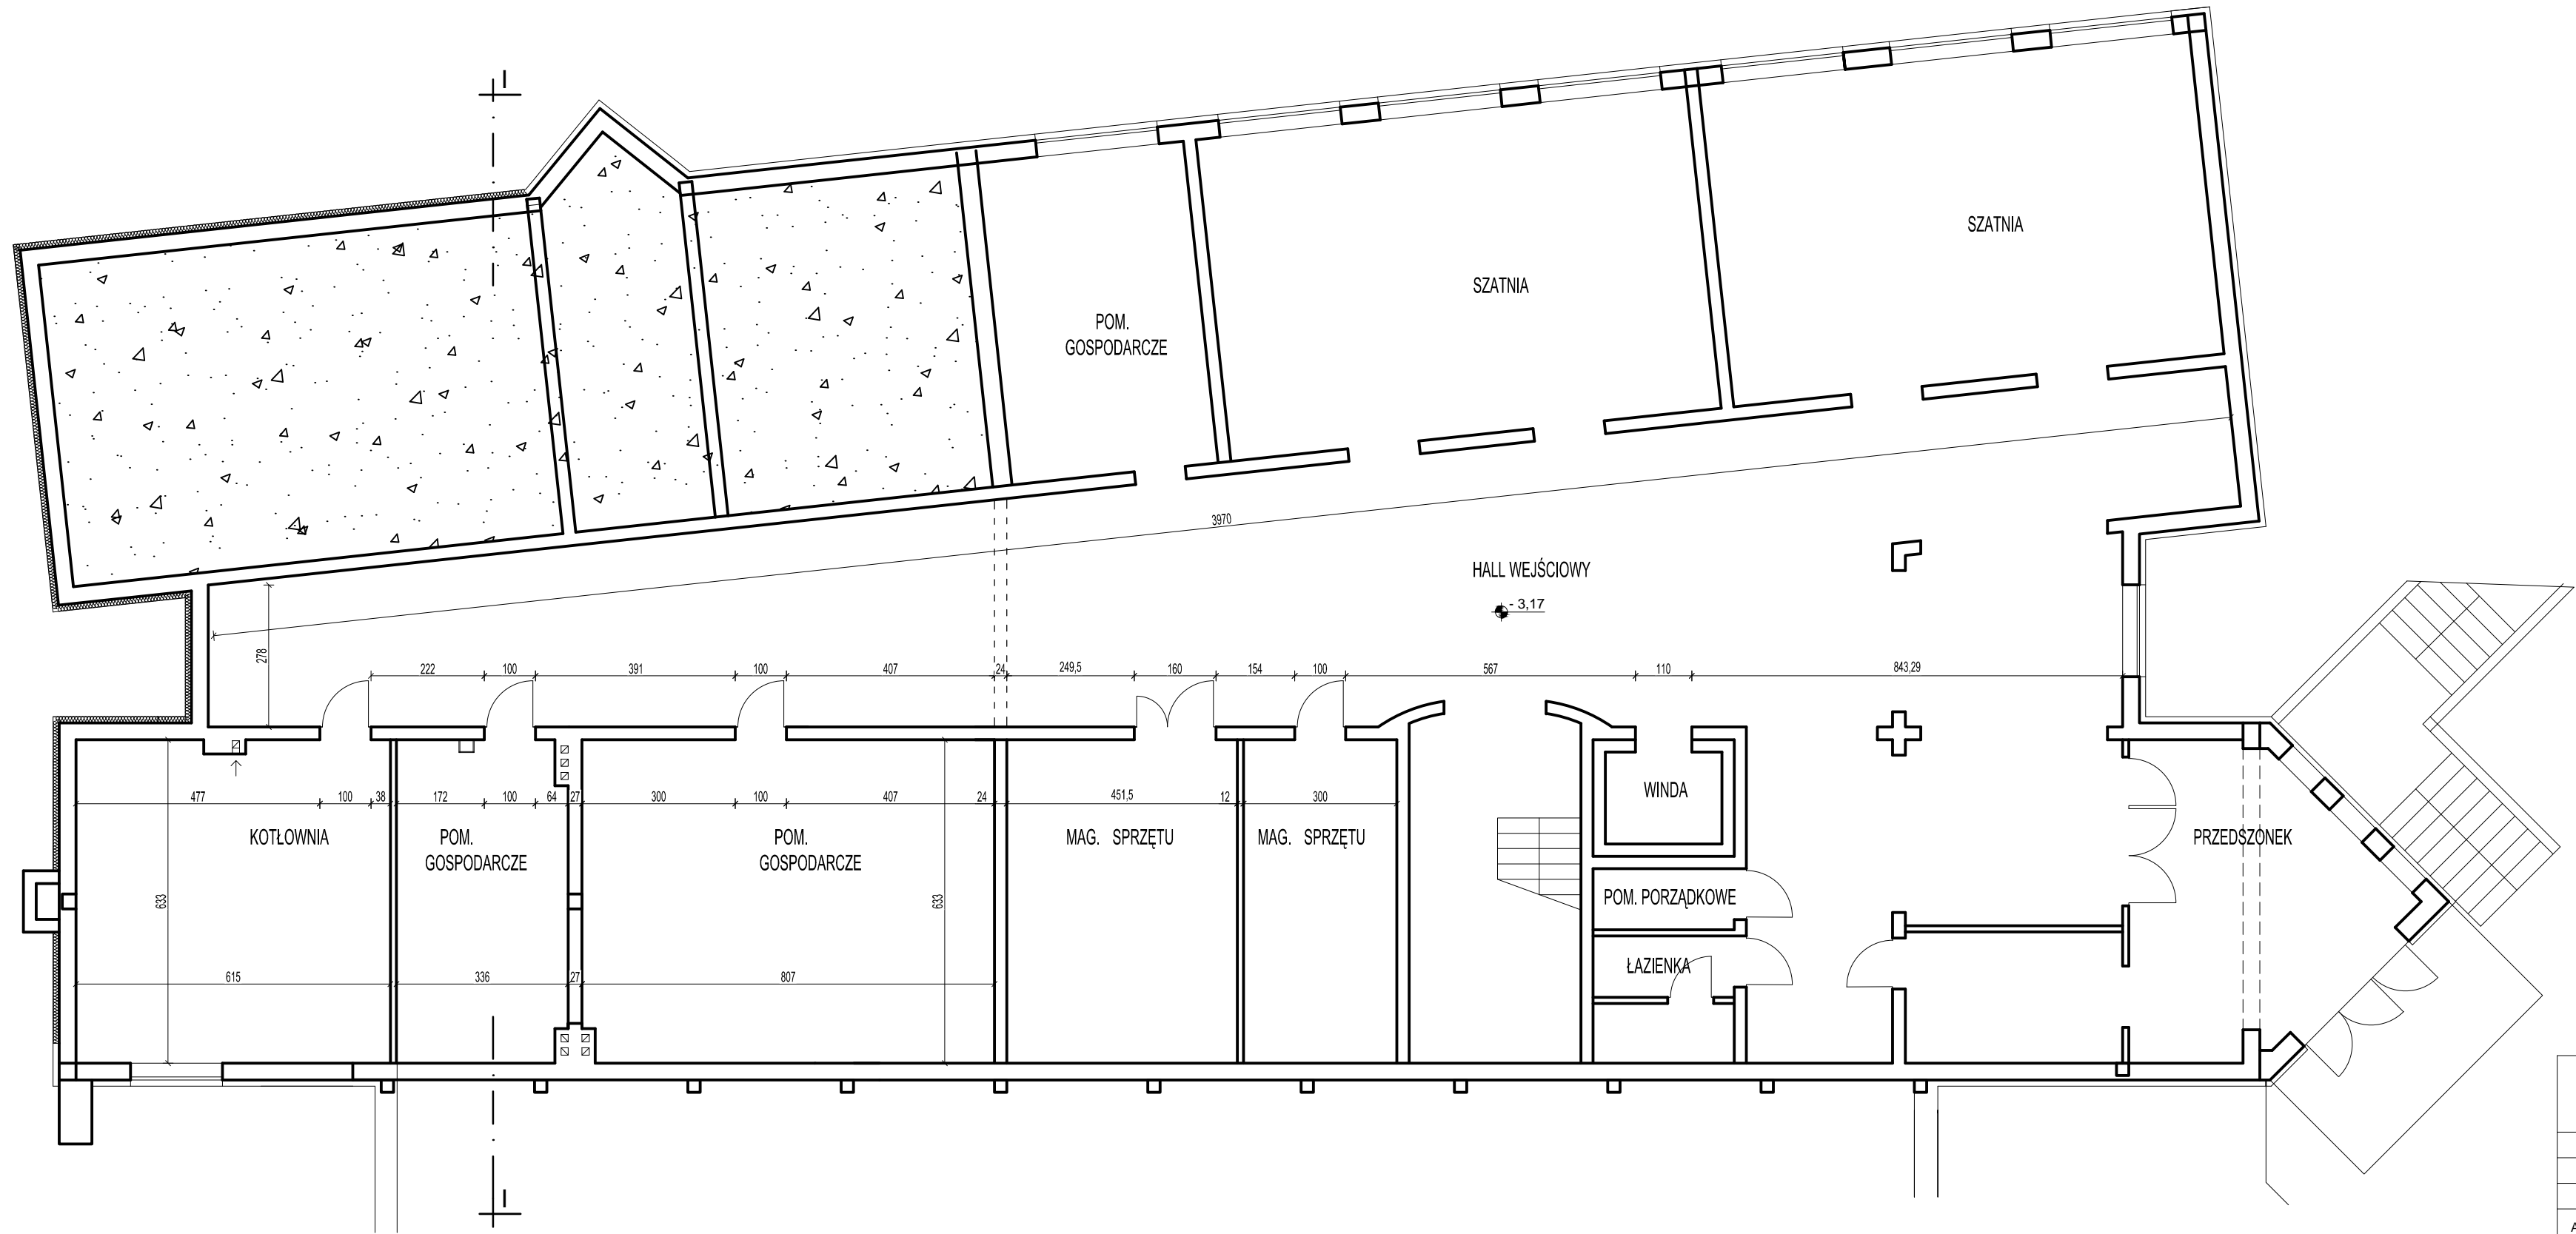 I
SZATNIA
SZATNIA
POM.
GOSPODARCZE
3970
HALL WEJŚCIOWY
- 3,17
278
222
100
391
100
407
24
249,5
160
154
100
567
110
843,29
477
100
38
172
100
64
27
300
100
407
24
451,5
12
300
WINDA
KOTŁOWNIA
POM.
GOSPODARCZE
POM.
GOSPODARCZE
MAG. SPRZĘTU
MAG. SPRZĘTU
PRZEDSZONEK
633
633
POM. PORZĄDKOWE
ŁAZIENKA
615
336
27
807
I
A